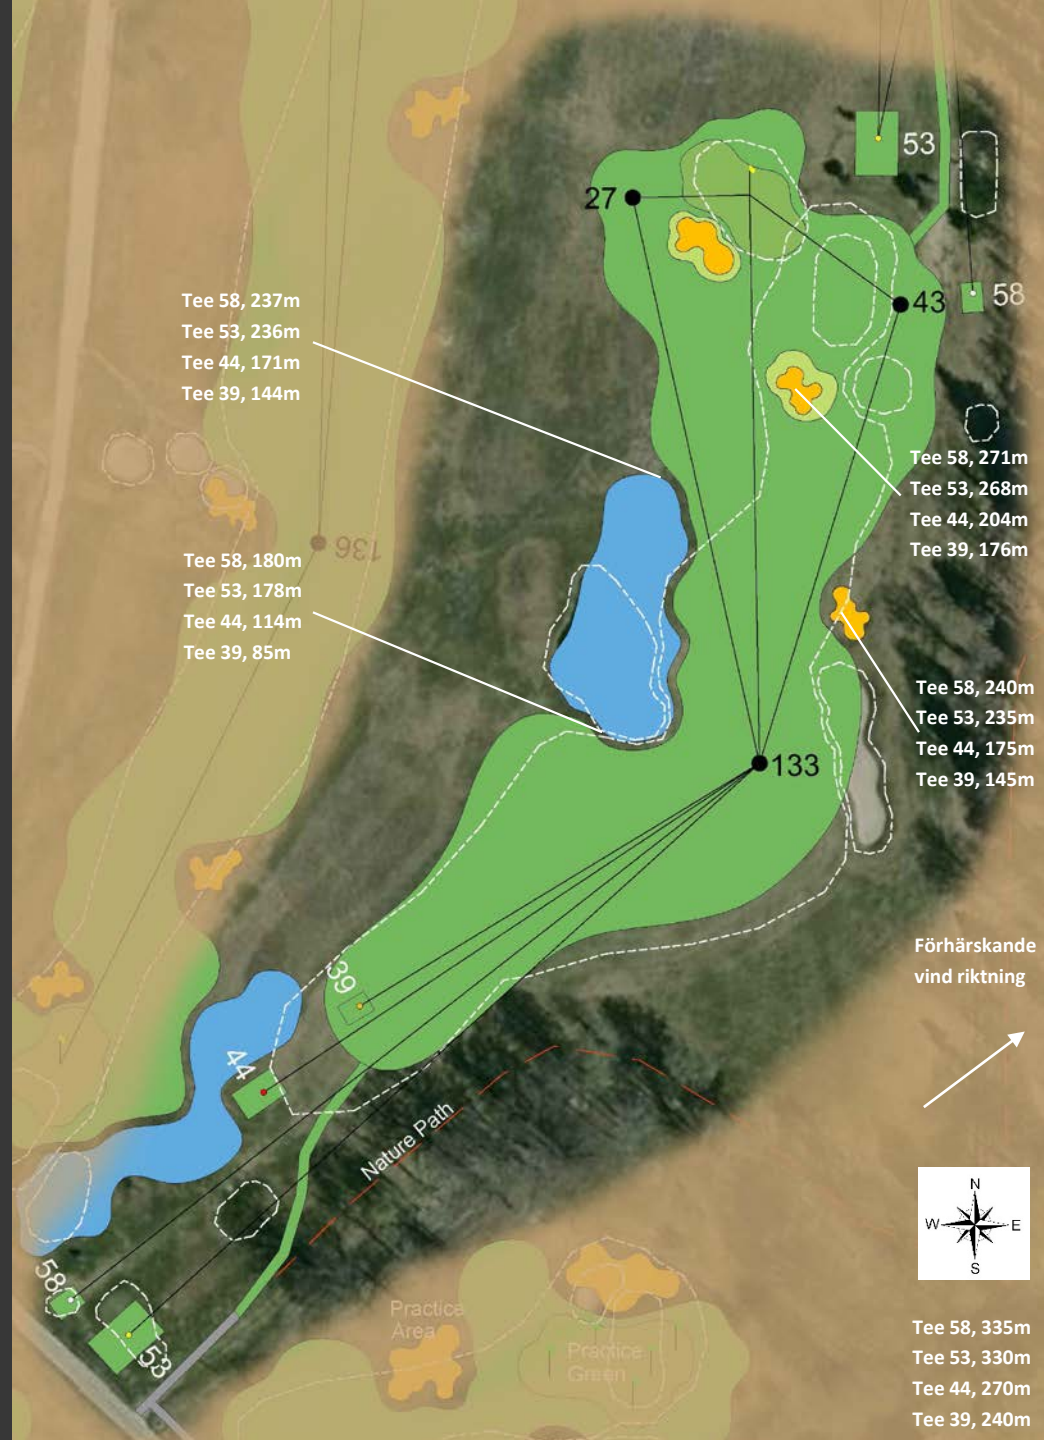 53
27
43
58
Tee 58, 237m
Tee 53, 236m
Tee 44, 171m
Tee 39, 144m
Tee 58, 271m
Tee 53, 268m
Tee 44, 204m
Tee 39, 176m
136
Tee 58, 180m
Tee 53, 178m
Tee 44, 114m
Tee 39, 85m
Tee 58, 240m
Tee 53, 235m
Tee 44, 175m
Tee 39, 145m
133
Förhärskande
vind riktning
39
44
Nature Path
N
W E
S
58
53
Practice
Area
Practice
Green
Tee 58, 335m
Tee 53, 330m
Tee 44, 270m
Tee 39, 240m